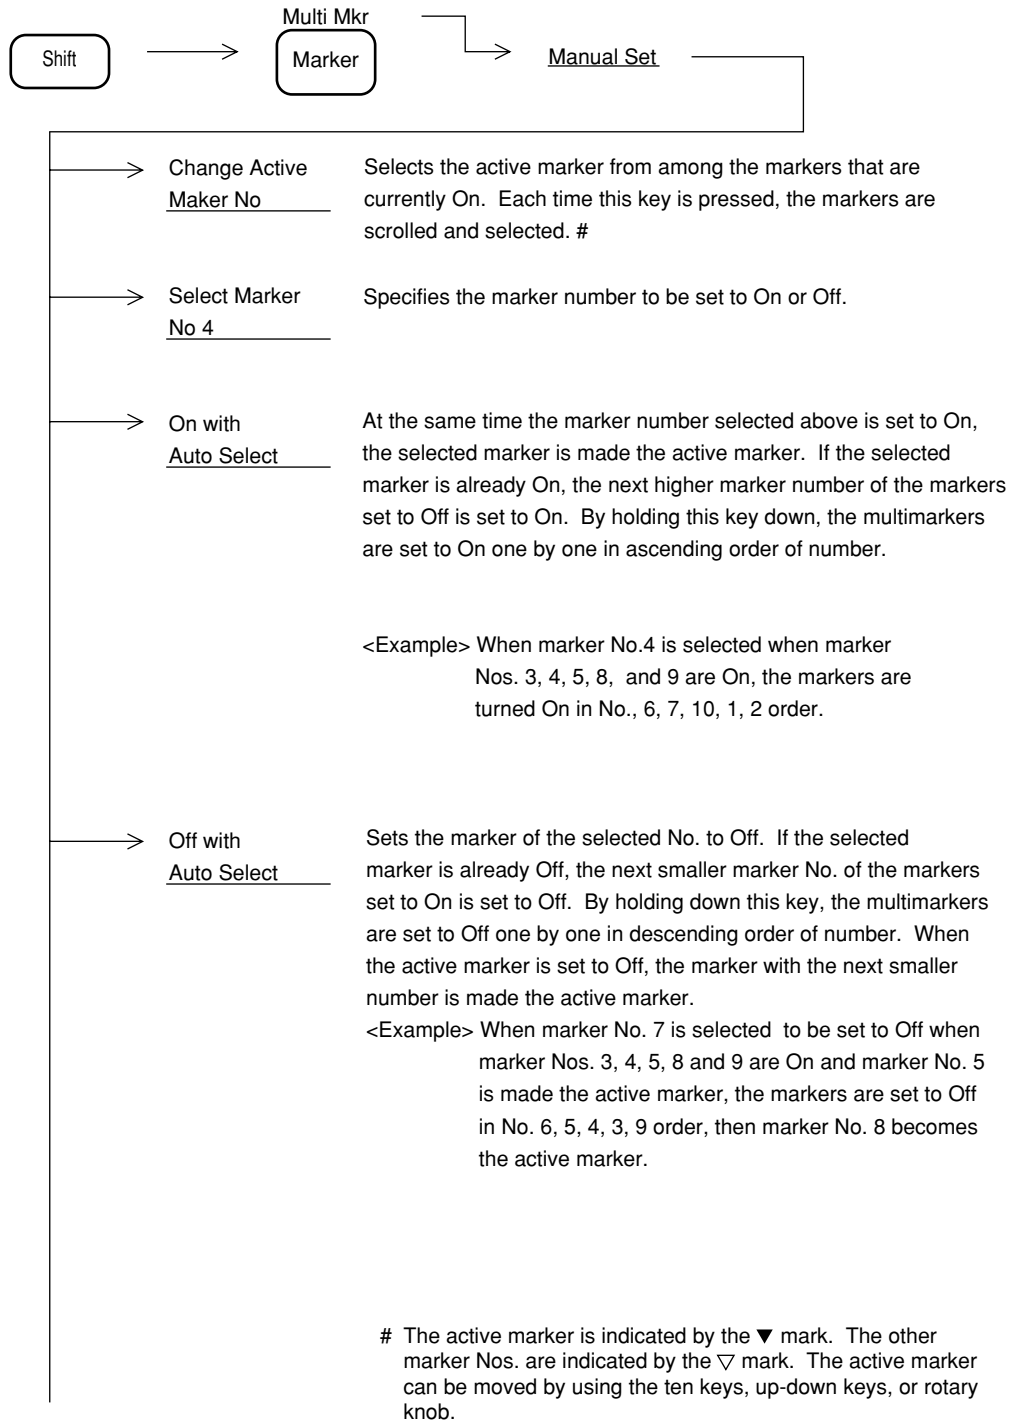 Multi Mkr
Shift
Marker
Manual Set
Change Active
Maker No
Selects the active marker from among the markers that are
currently On. Each time this key is pressed, the markers are
scrolled and selected. #
Select Marker
No 4
Specifies the marker number to be set to On or Off.
On with
Auto Select
At the same time the marker number selected above is set to On,
the selected marker is made the active marker. If the selected
marker is already On, the next higher marker number of the markers
set to Off is set to On. By holding this key down, the multimarkers
are set to On one by one in ascending order of number.
<Example> When marker No.4 is selected when marker
Nos. 3, 4, 5, 8, and 9 are On, the markers are
turned On in No., 6, 7, 10, 1, 2 order.
Off with
Auto Select
Sets the marker of the selected No. to Off. If the selected
marker is already Off, the next smaller marker No. of the markers
set to On is set to Off. By holding down this key, the multimarkers
are set to Off one by one in descending order of number. When
the active marker is set to Off, the marker with the next smaller
number is made the active marker.
<Example> When marker No. 7 is selected to be set to Off when
marker Nos. 3, 4, 5, 8 and 9 are On and marker No. 5
is made the active marker, the markers are set to Off
in No. 6, 5, 4, 3, 9 order, then marker No. 8 becomes
the active marker.
# The active marker is indicated by the ▼ mark. The other
marker Nos. are indicated by the ▽ mark. The active marker
can be moved by using the ten keys, up-down keys, or rotary
knob.